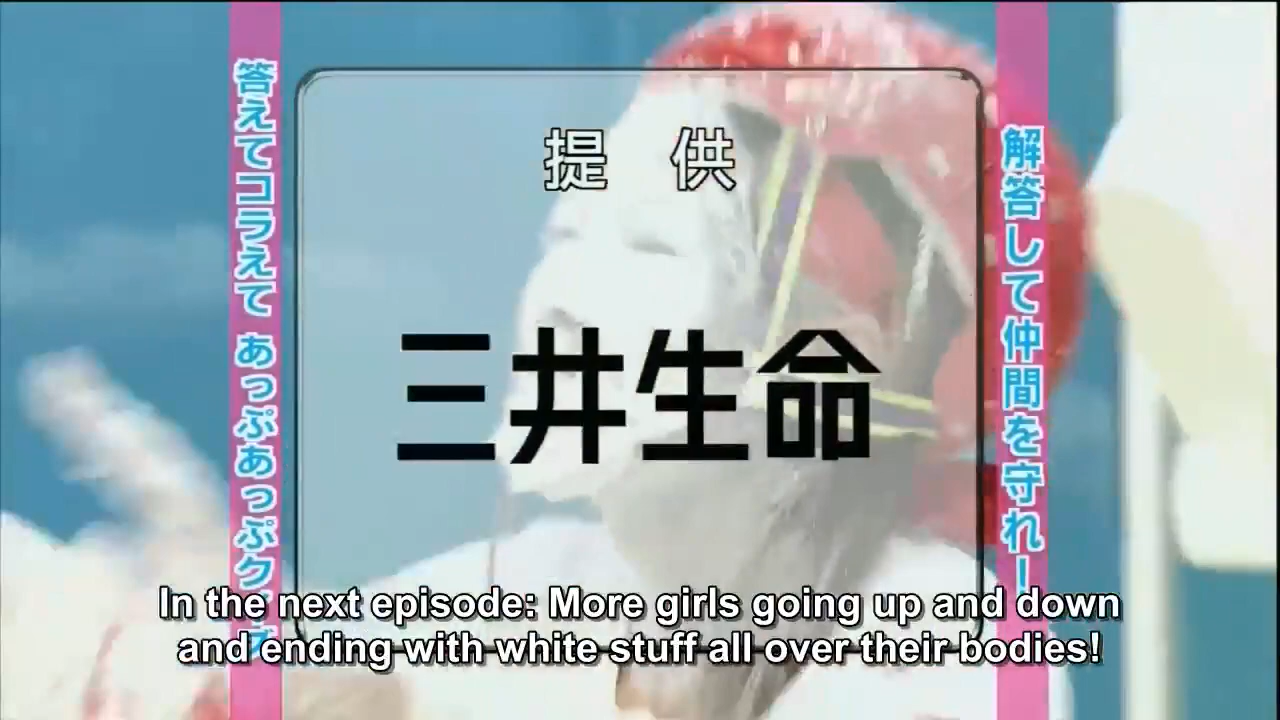 解答して仲間を守れ！
提 供
三井生命
答えてコラえて あっぷあっぷクイズ
In the next episode: More girls going up and down
and ending with white stuff all over their bodies!